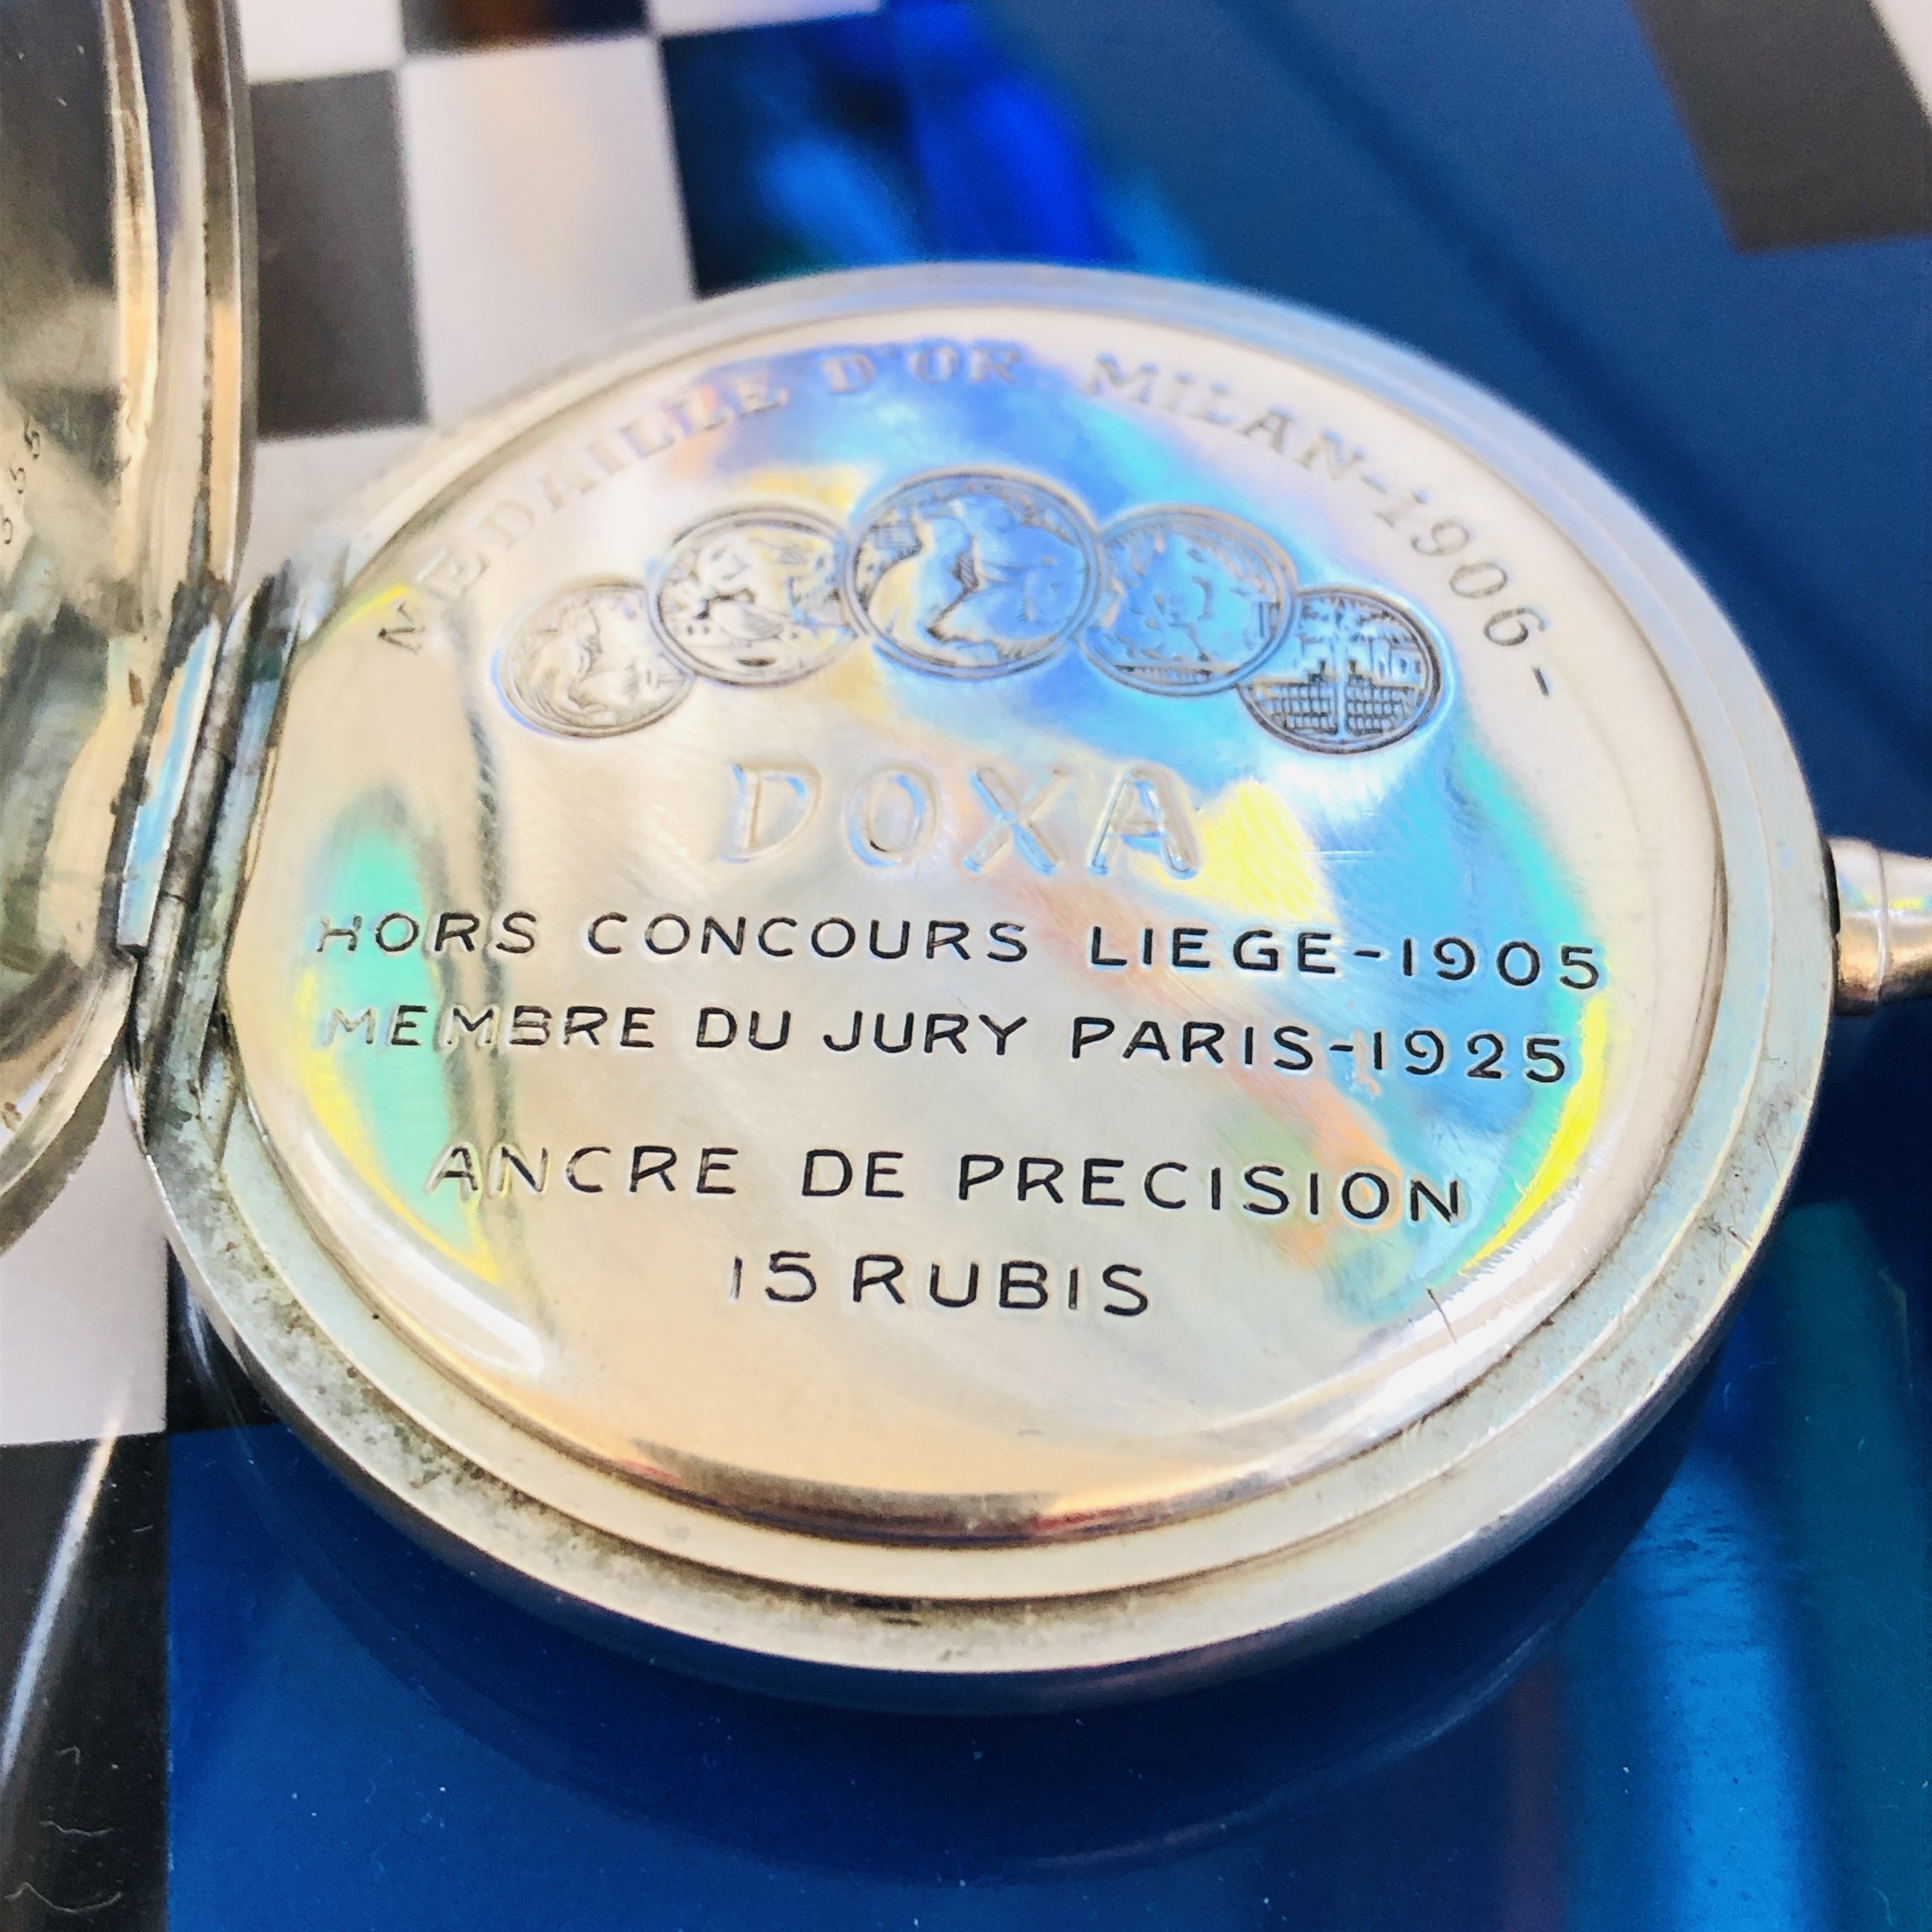 MEDAILLE D'OR MILAN-1906-
DOXA
HORS CONCOURS LIEGE-1905
MEMBRE DU JURY PARIS-1925
ANCRE DE PRECISION
15 RUBIS